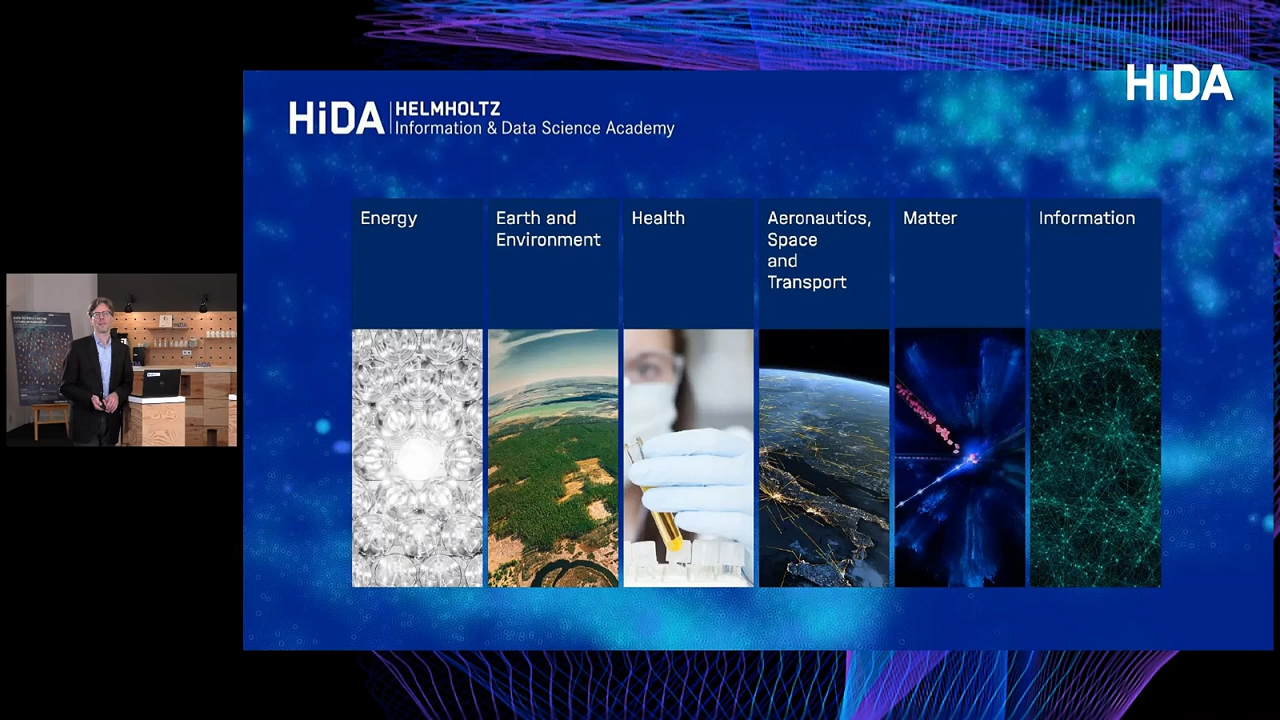 HiDA
HiDA
HELMHOLTZ
Information & Data Science Academy
Energy
Earth and
Environment
Health
Aeronautics,
Space
and
Transport
Matter
Information